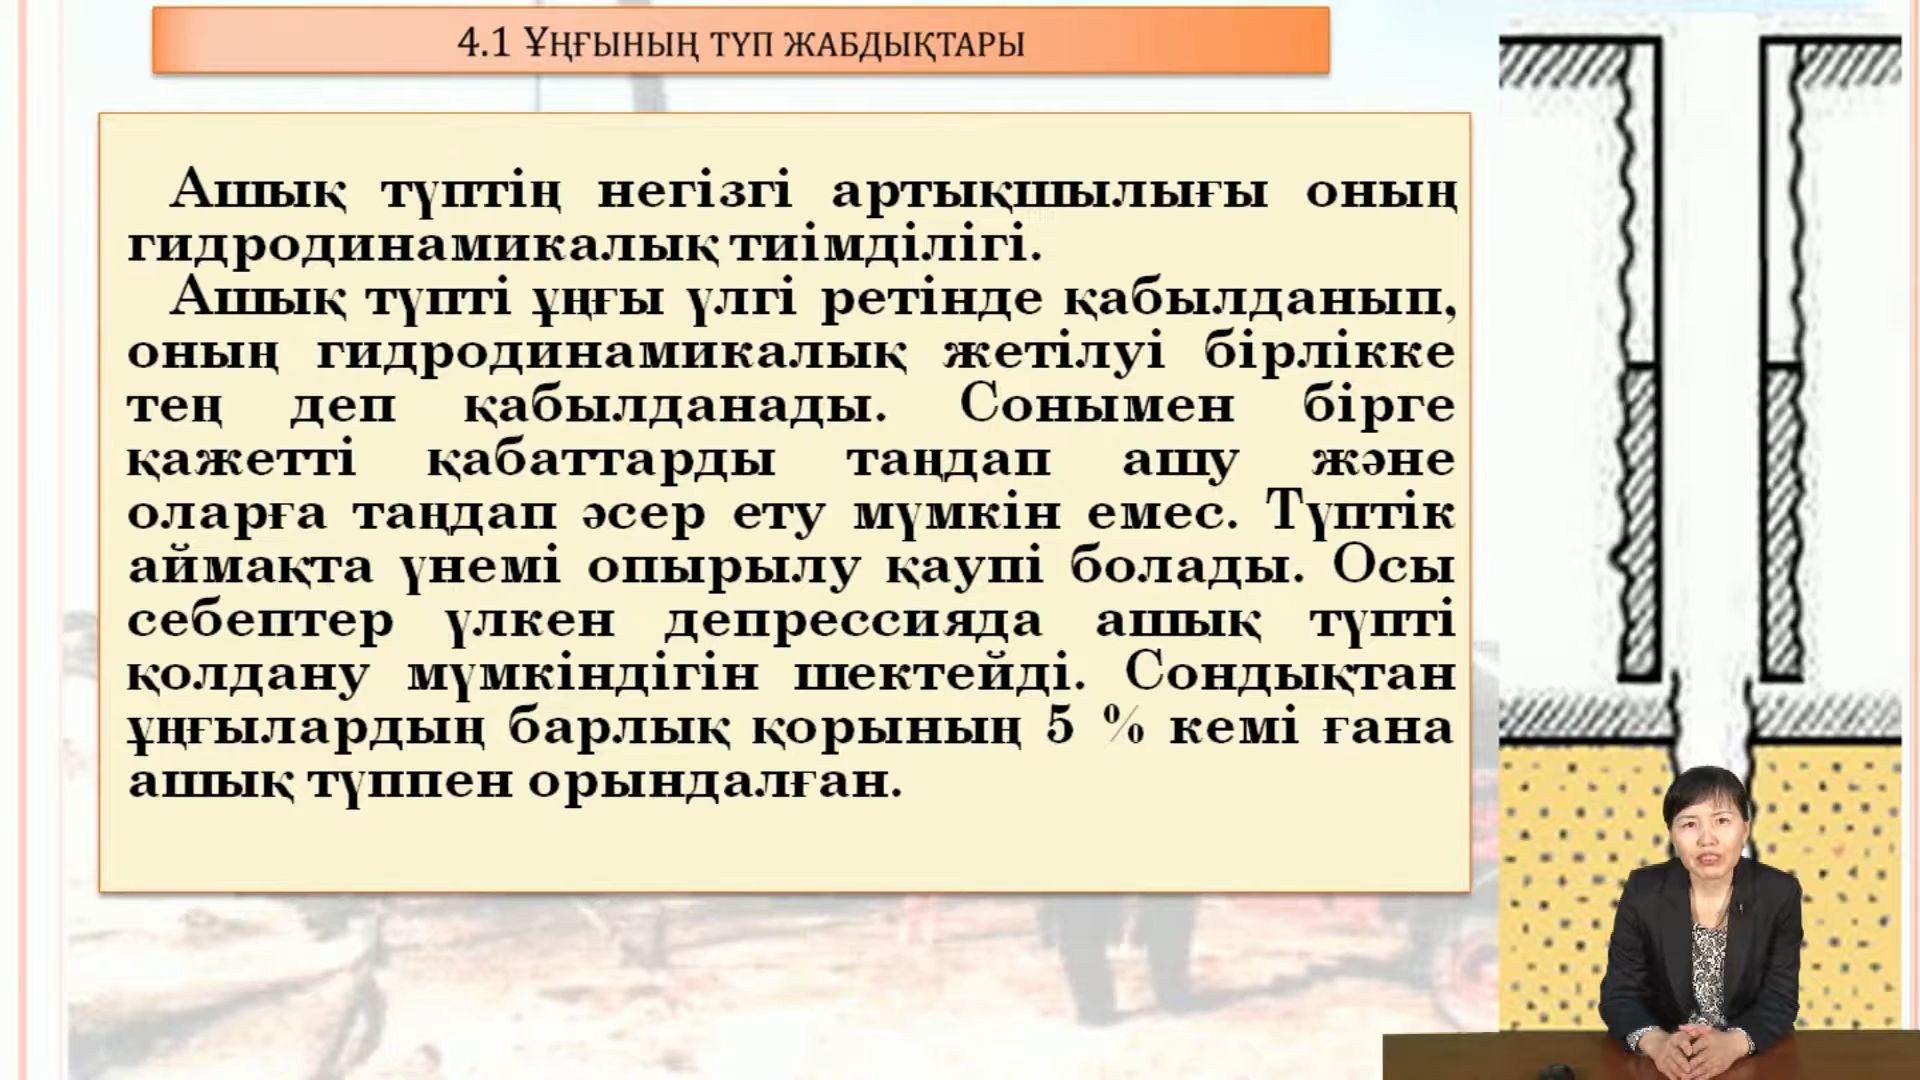 4.1 ҰҢҒЫНЫҢ ТҮП ЖАБДЫҚТАРЫ
Ашық түптің негізгі артықшылығы оның
гидродинамикалық тиімділігі.
Ашық түпті ұңғы үлгі ретінде қабылданып,
оның гидродинамикалық жетілуі бірлікке
тең деп қабылданады. Сонымен бірге
қажетті қабаттарды таңдап ашу және
оларға таңдап әсер ету мүмкін емес. Түптік
аймақта үнемі опырылу қаупі болады. Осы
себептер үлкен депрессияда ашық түпті
қолдану мүмкіндігін шектейді. Сондықтан
ұңғылардың барлық қорының 5 % кемі ғана
ашық түппен орындалған.